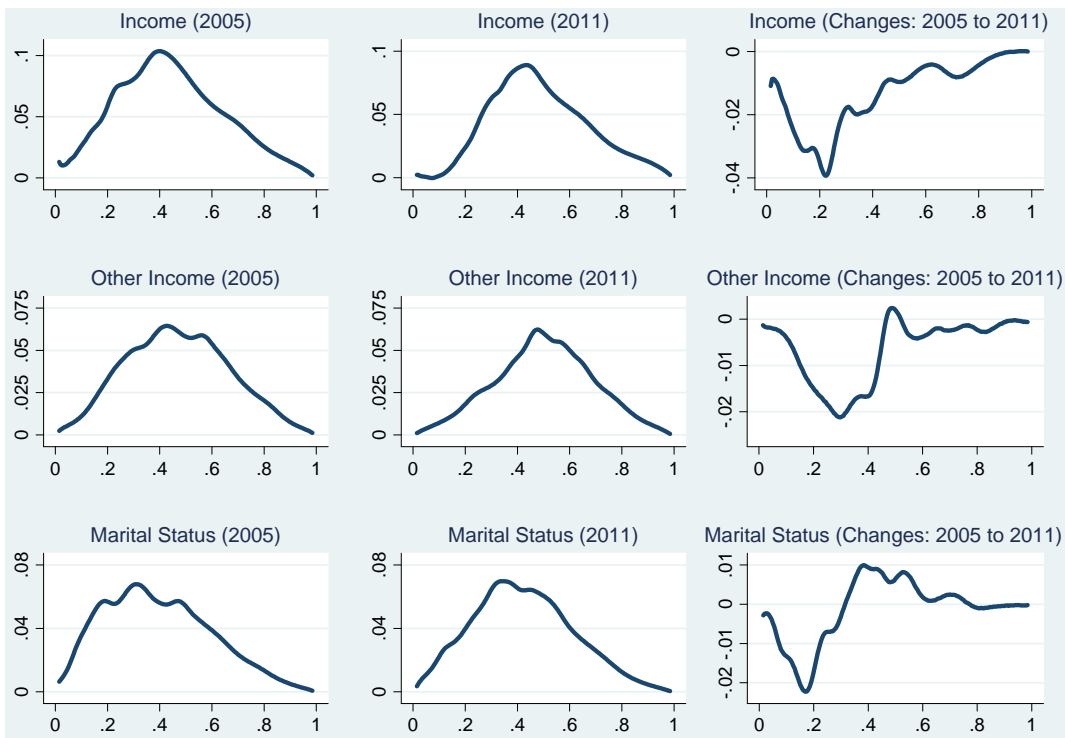 Income (2005)
0 .05 .1
0 .2 .4 .6 .8 1
Income (2011)
0 .05 .1
0 .2 .4 .6 .8 1
Income (Changes: 2005 to 2011)
-.04 -.02 0
0 .2 .4 .6 .8 1
Other Income (2005)
0 .025 .05 .075
0 .2 .4 .6 .8 1
Other Income (2011)
0 .025 .05 .075
0 .2 .4 .6 .8 1
Other Income (Changes: 2005 to 2011)
-.02 -.01 0
0 .2 .4 .6 .8 1
Marital Status (2005)
0 .04 .08
0 .2 .4 .6 .8 1
Marital Status (2011)
0 .04 .08
0 .2 .4 .6 .8 1
Marital Status (Changes: 2005 to 2011)
-.02 -.01 0 .01
0 .2 .4 .6 .8 1